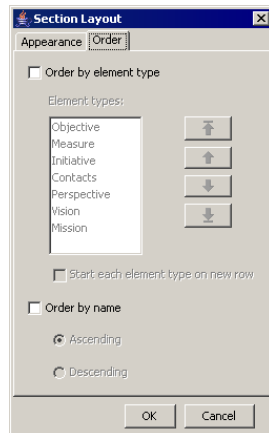 Section Layout
Appearance Order
Order by element type
Element types:
Objective
Measure
Initiative
Contacts
Perspective
Vision
Mission
Start each element type on new row
Order by name
Ascending
Descending
OK Cancel